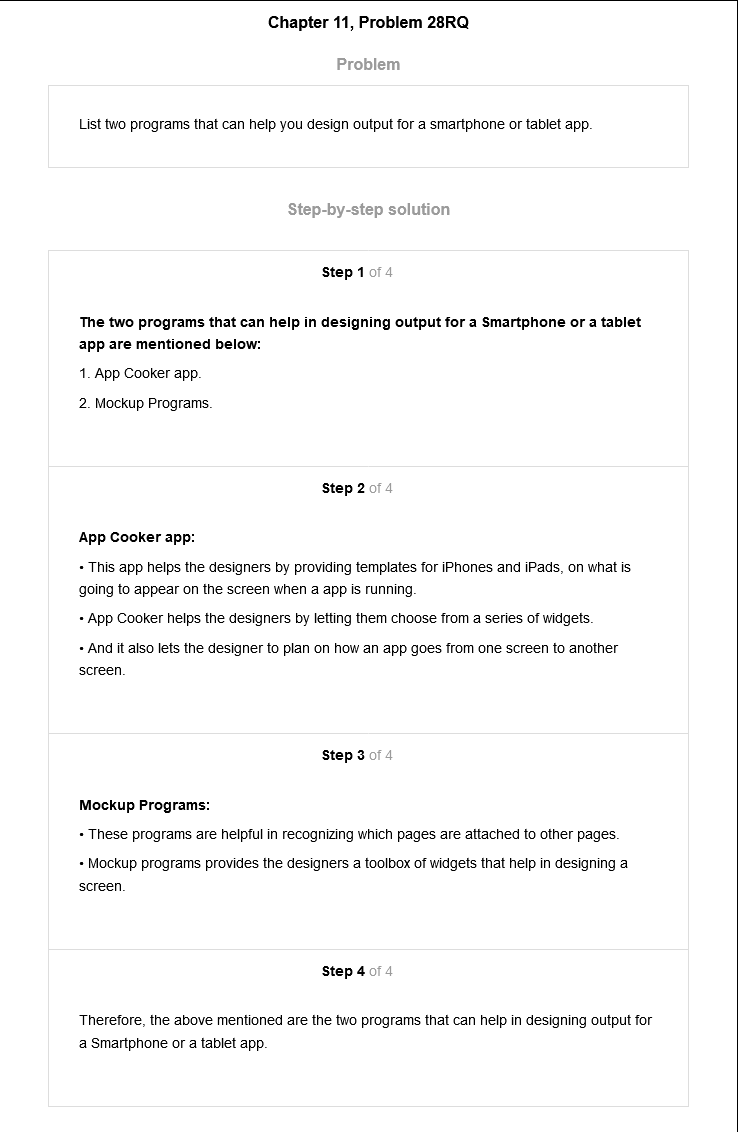 Chapter 11, Problem 28RQ
Problem
List two programs that can help you design output for a smartphone or tablet app.
Step-by-step solution
Step 1 of 4
The two programs that can help in designing output for a Smartphone or a tablet
app are mentioned below:
1. App Cooker app.
2. Mockup Programs.
Step 2 of 4
App Cooker app:
• This app helps the designers by providing templates for iPhones and iPads, on what is
going to appear on the screen when a app is running.
• App Cooker helps the designers by letting them choose from a series of widgets.
• And it also lets the designer to plan on how an app goes from one screen to another
screen.
Step 3 of 4
Mockup Programs:
• These programs are helpful in recognizing which pages are attached to other pages.
• Mockup programs provides the designers a toolbox of widgets that help in designing a
screen.
Step 4 of 4
Therefore, the above mentioned are the two programs that can help in designing output for
a Smartphone or a tablet app.